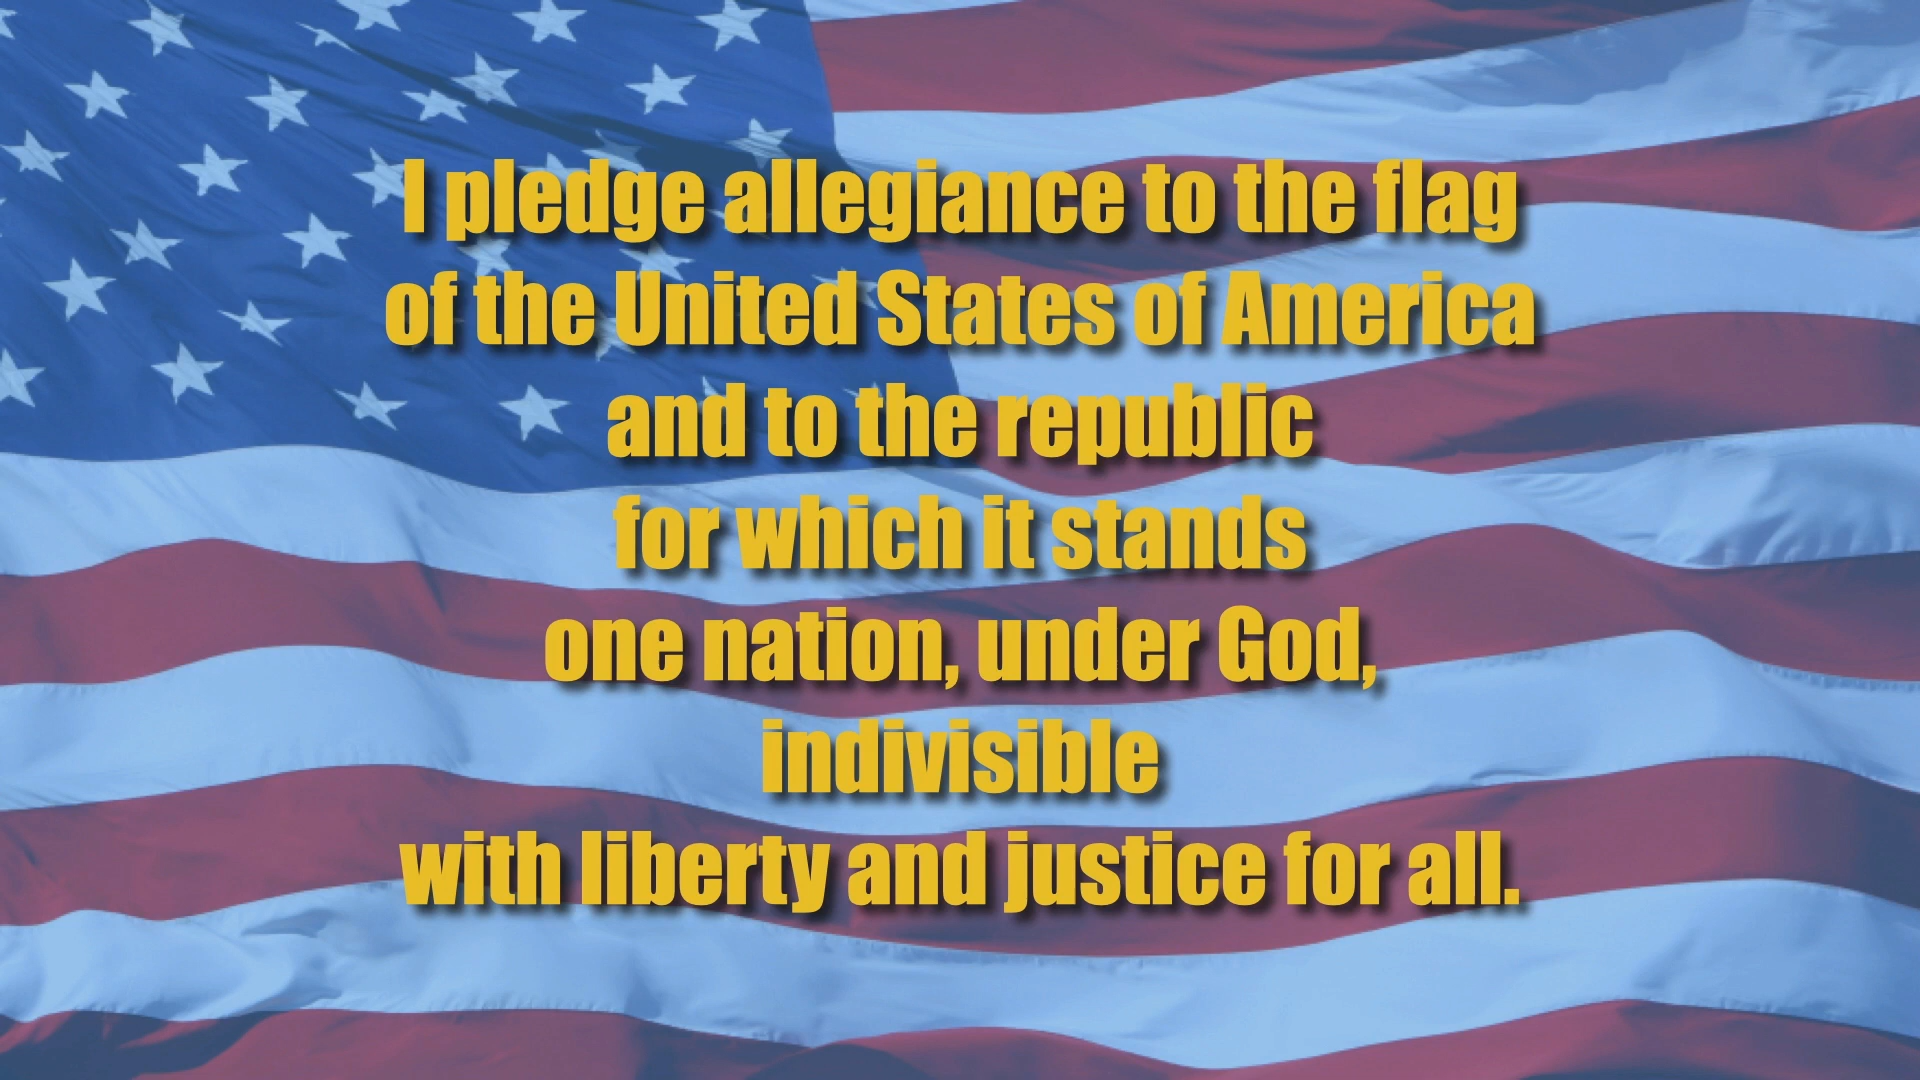 I pledge allegiance to the flag
of the United States of America
and to the republic
for which it stands
one nation, under God,
indivisible
with liberty and justice for all.